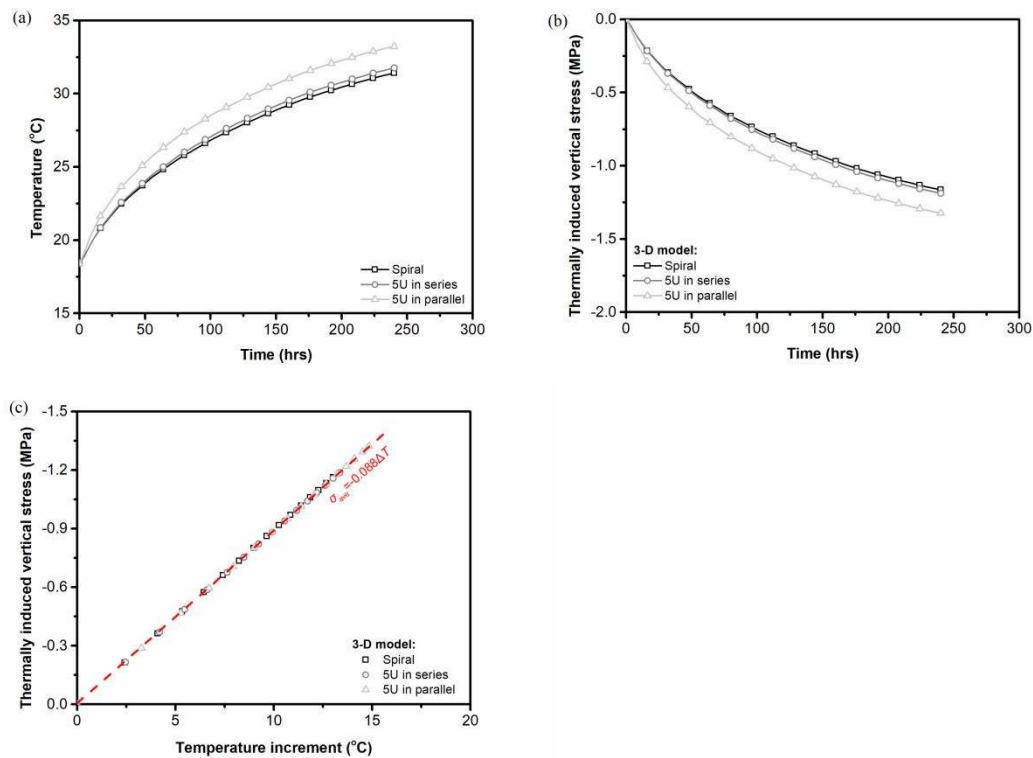 (a)
35
30
25
20
15
Temperature (°C)
0 50 100 150 200 250 300
Time (hrs)
Spiral
5U in series
5U in parallel
(b)
0.0
-0.5
-1.0
-1.5
-2.0
Thermally induced vertical stress (MPa)
0 50 100 150 200 250 300
Time (hrs)
3-D model:
Spiral
5U in series
5U in parallel
(c)
-1.5
-1.2
-0.9
-0.6
-0.3
0.0
Thermally induced vertical stress (MPa)
0 5 10 15 20
Temperature increment (°C)
=-0.088ΔT
3-D model:
Spiral
5U in series
5U in parallel